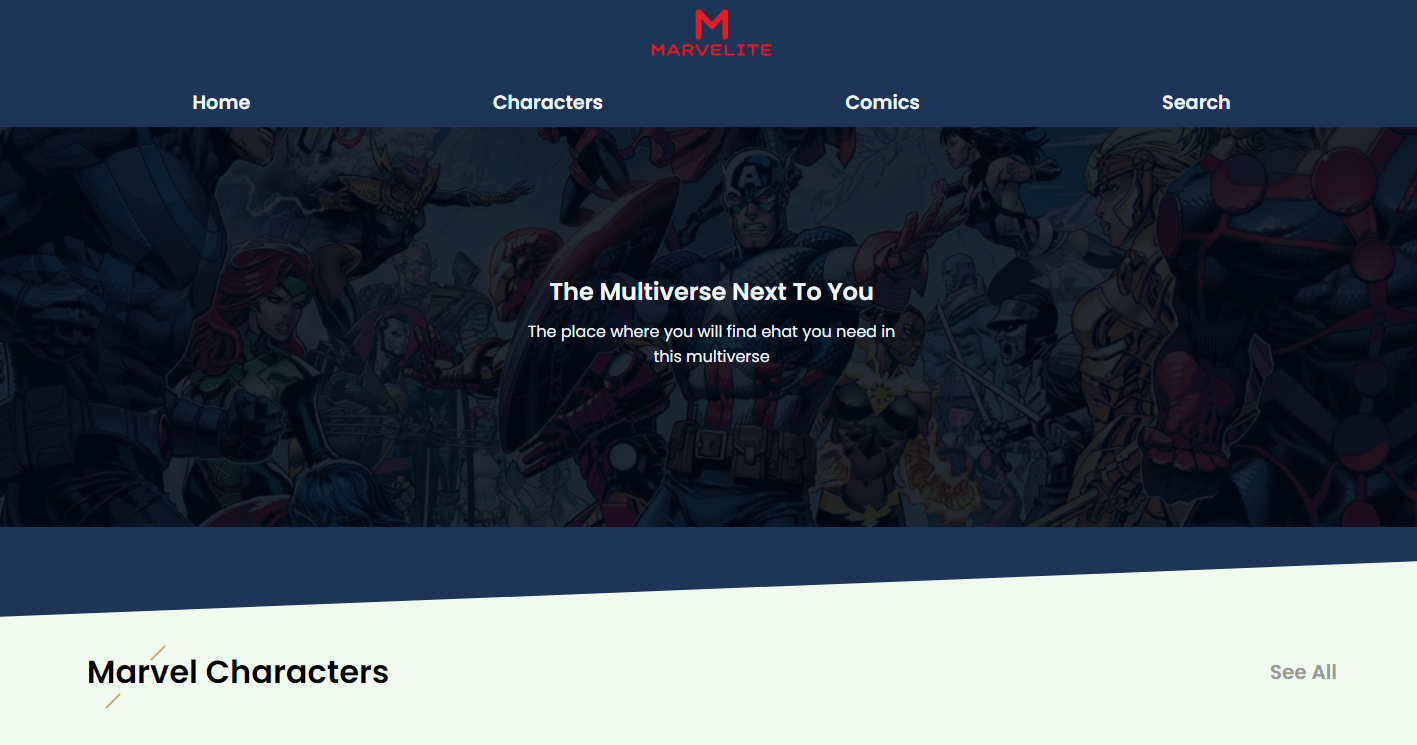 M
MARVELITE
Home Characters Comics Search
A
The Multiverse Next To You
The place where you will find ehat you need in
this multiverse
Marvel Characters
See All